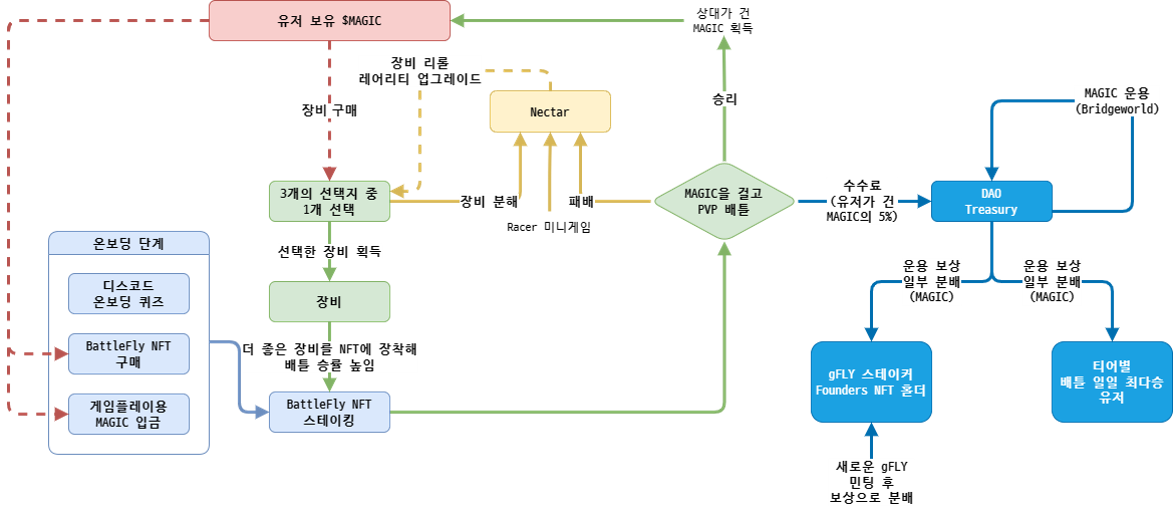 유저 보유 $MAGIC
상대가 건
MAGIC 획득
장비 리롤
레어리티 업그레이드
장비 구매
Nectar
승리
MAGIC 운용
(Bridgeworld)
3개의 선택지 중
1개 선택
장비 분해
패배
Racer 미니게임
MAGIC을 걸고
PVP 배틀
수수료
(유저가 건
MAGIC의 5%)
DAO
Treasury
온보딩 단계
디스코드
온보딩 퀴즈
BattleFly NFT
구매
게임플레이용
MAGIC 입금
선택한 장비 획득
장비
더 좋은 장비를 NFT에 장착해
배틀 승률 높임
BattleFly NFT
스테이킹
운용 보상
일부 분배
(MAGIC)
운용 보상
일부 분배
(MAGIC)
gFLY 스테이커
Founders NFT 홀더
티어별
배틀 일일 최다승
유저
새로운 gFLY
민팅 후
보상으로 분배